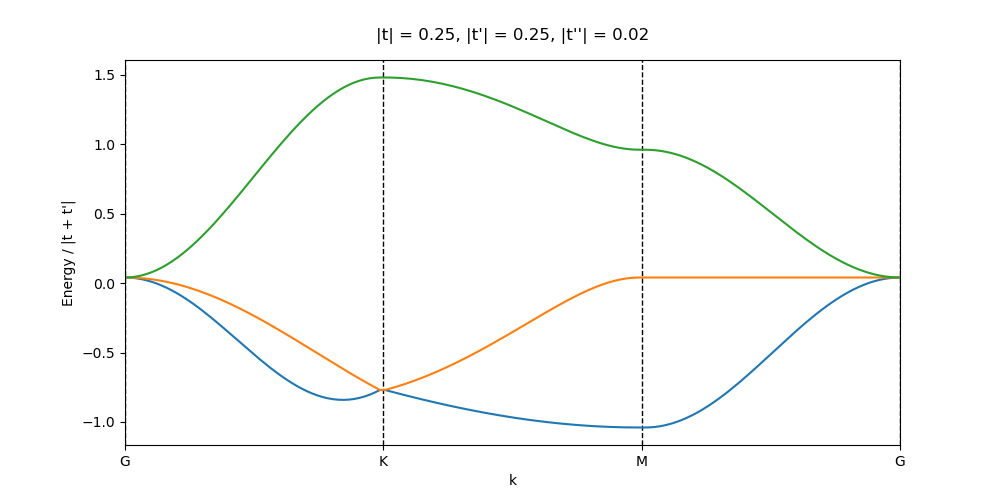 |t| = 0.25, |t'| = 0.25, |t''| = 0.02
Energy / |t + t'|
1.5
1.0
0.5
0.0
−0.5
−1.0
G K M G
k